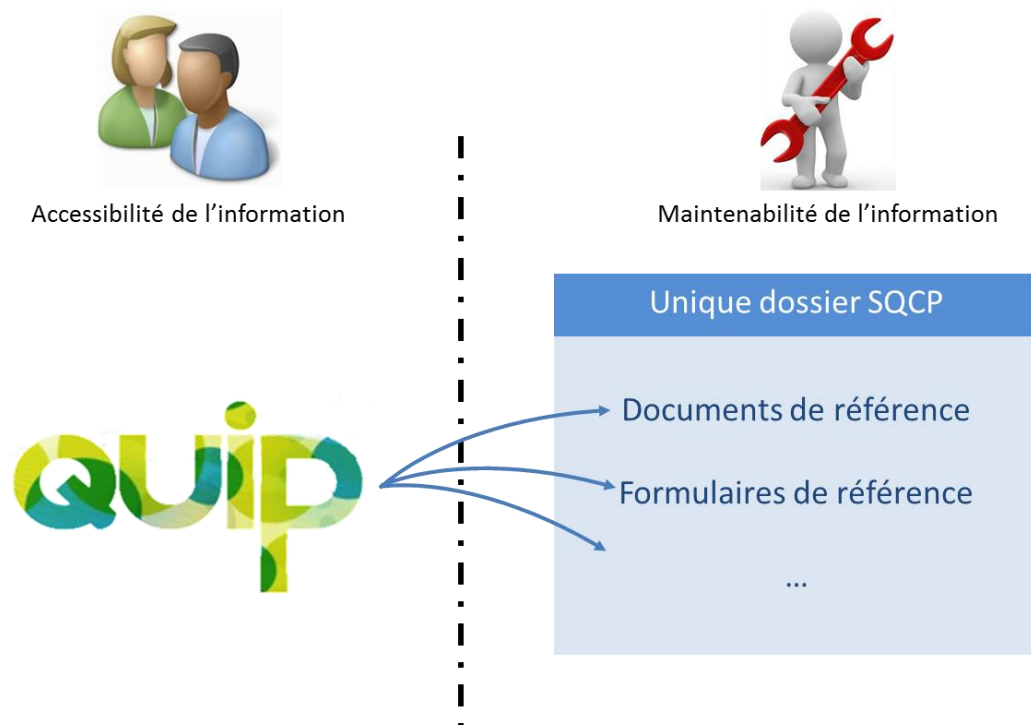 Accessibilité de l’information
Maintenabilité de l’information
Unique dossier SQCP
Documents de référence
Formulaires de référence
...
Quip